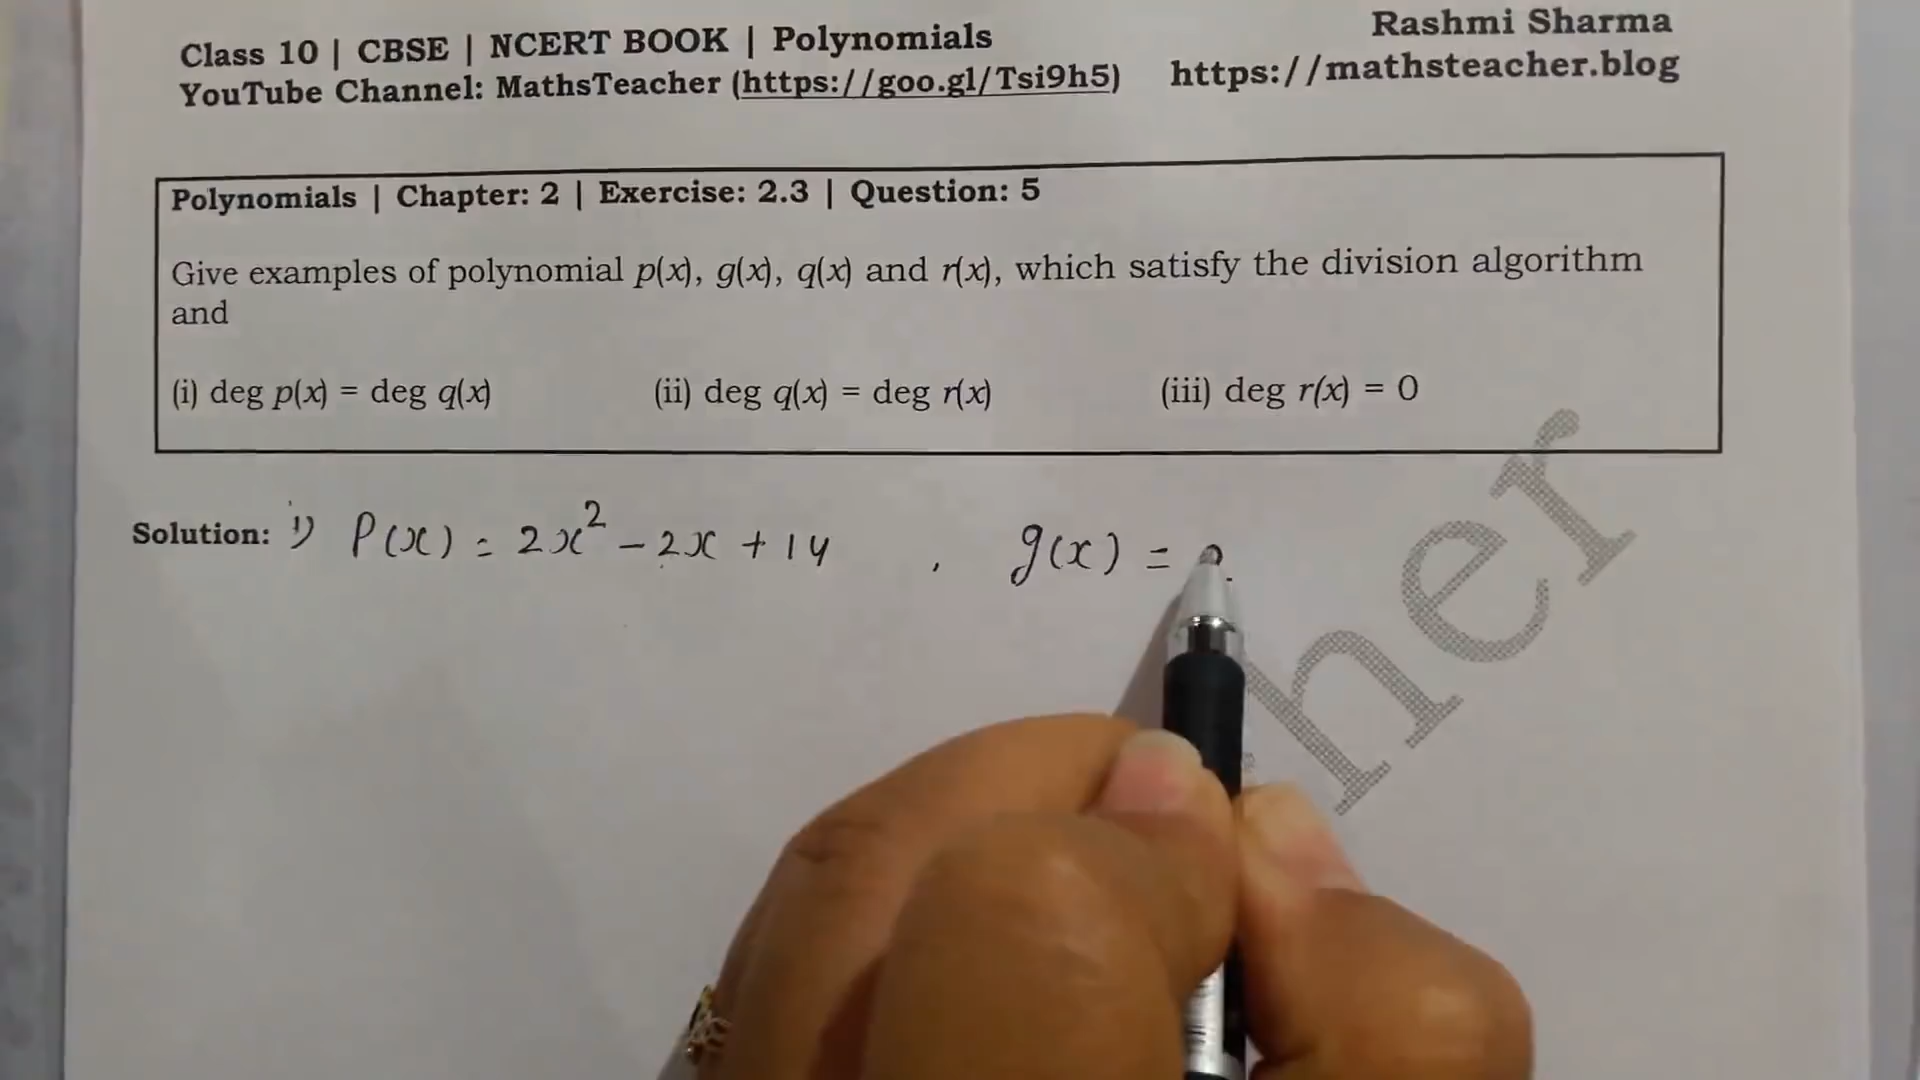 Class 10 | CBSE | NCERT BOOK | Polynomials
Rashmi Sharma
YouTube Channel: MathsTeacher (https://goo.gl/Tsi9h5)
https://mathsteacher.blog
Polynomials | Chapter: 2 | Exercise: 2.3 | Question: 5
Give examples of polynomial p(x), g(x), q(x) and r(x), which satisfy the division algorithm
and
(i) deg p(x) = deg q(x) (ii) deg q(x) = deg r(x) (iii) deg r(x) = 0
Solution: i) P(x) = 2x² - 2x + 14 , g(x) =
her